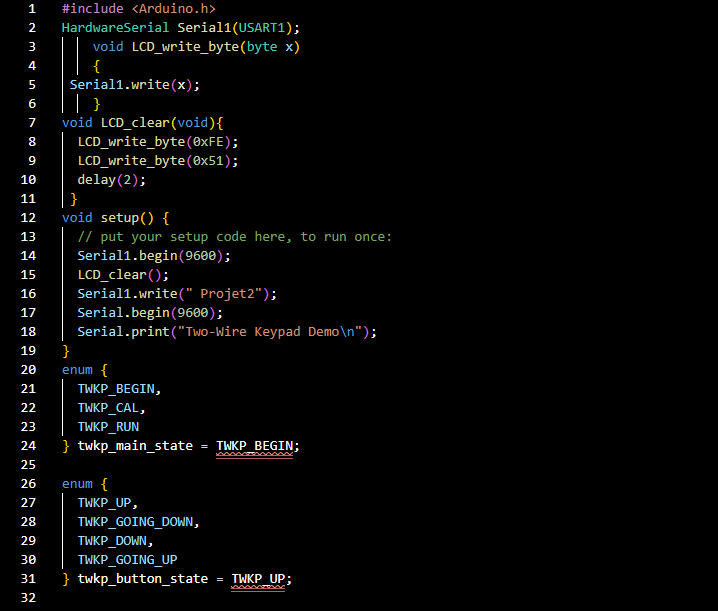 1 #include <Arduino.h>
2 HardwareSerial Serial1(USART1);
3     void LCD_write_byte(byte x)
4     {
5  Serial1.write(x);
6     }
7 void LCD_clear(void){
8   LCD_write_byte(0xFE);
9   LCD_write_byte(0x51);
10   delay(2);
11  }
12 void setup() {
13   // put your setup code here, to run once:
14   Serial1.begin(9600);
15   LCD_clear();
16   Serial1.write(" Projet2");
17   Serial.begin(9600);
18   Serial.print("Two-Wire Keypad Demo\n");
19 }
20 enum {
21   TWKP_BEGIN,
22   TWKP_CAL,
23   TWKP_RUN
24 } twkp_main_state = TWKP_BEGIN;
25
26 enum {
27   TWKP_UP,
28   TWKP_GOING_DOWN,
29   TWKP_DOWN,
30   TWKP_GOING_UP
31 } twkp_button_state = TWKP_UP;
32